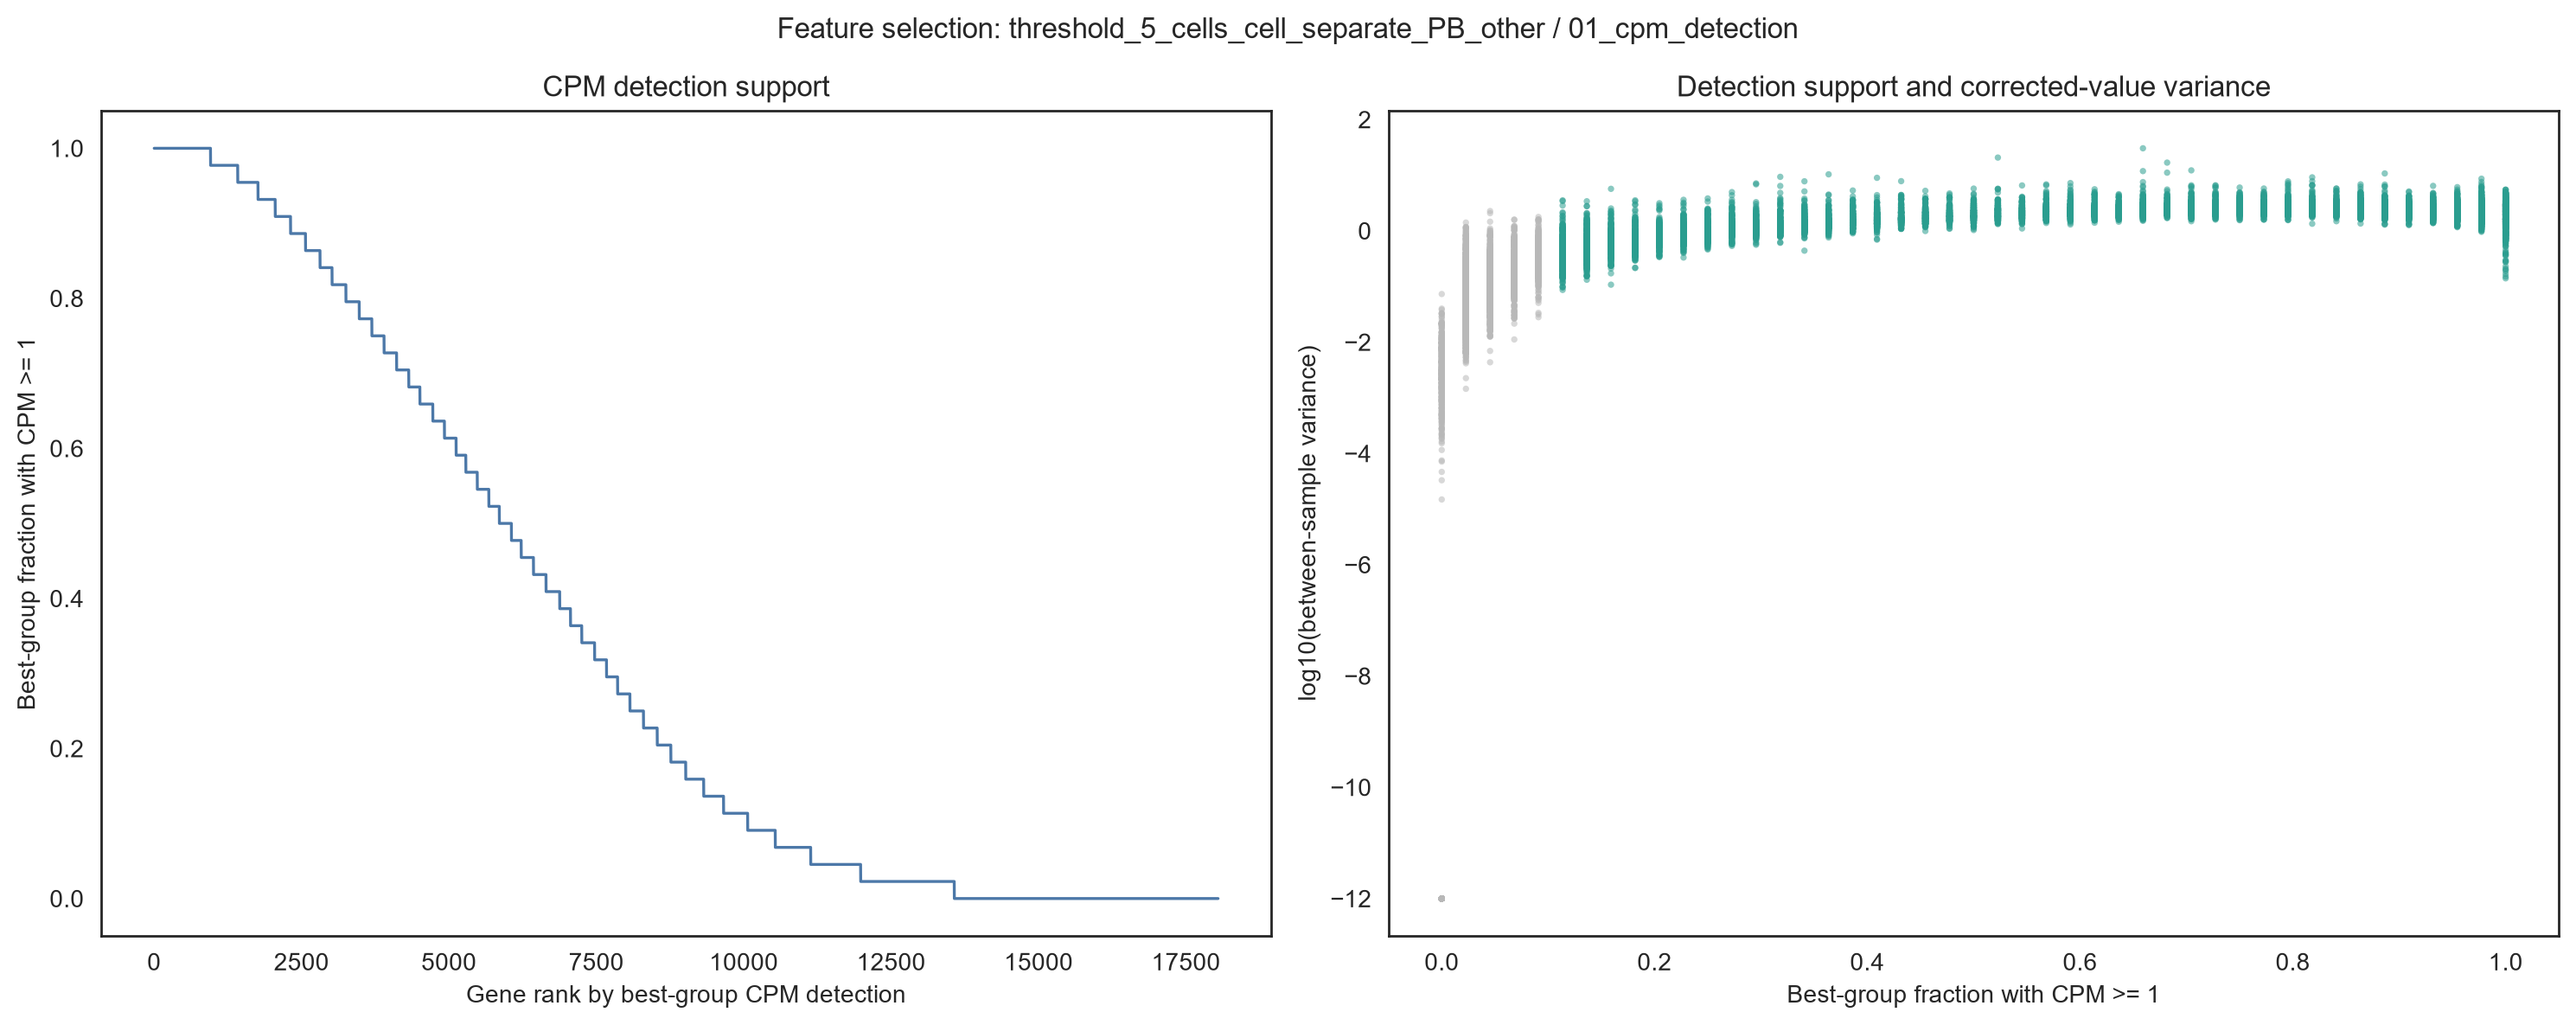 Feature selection: threshold_5_cells_cell_separate_PB_other / 01_cpm_detection
CPM detection support
Best-group fraction with CPM >= 1
1.0
0.8
0.6
0.4
0.2
0.0
0 2500 5000 7500 10000 12500 15000 17500
Gene rank by best-group CPM detection
Detection support and corrected-value variance
log10(between-sample variance)
2
0
−2
−4
−6
−8
−10
−12
0.0 0.2 0.4 0.6 0.8 1.0
Best-group fraction with CPM >= 1